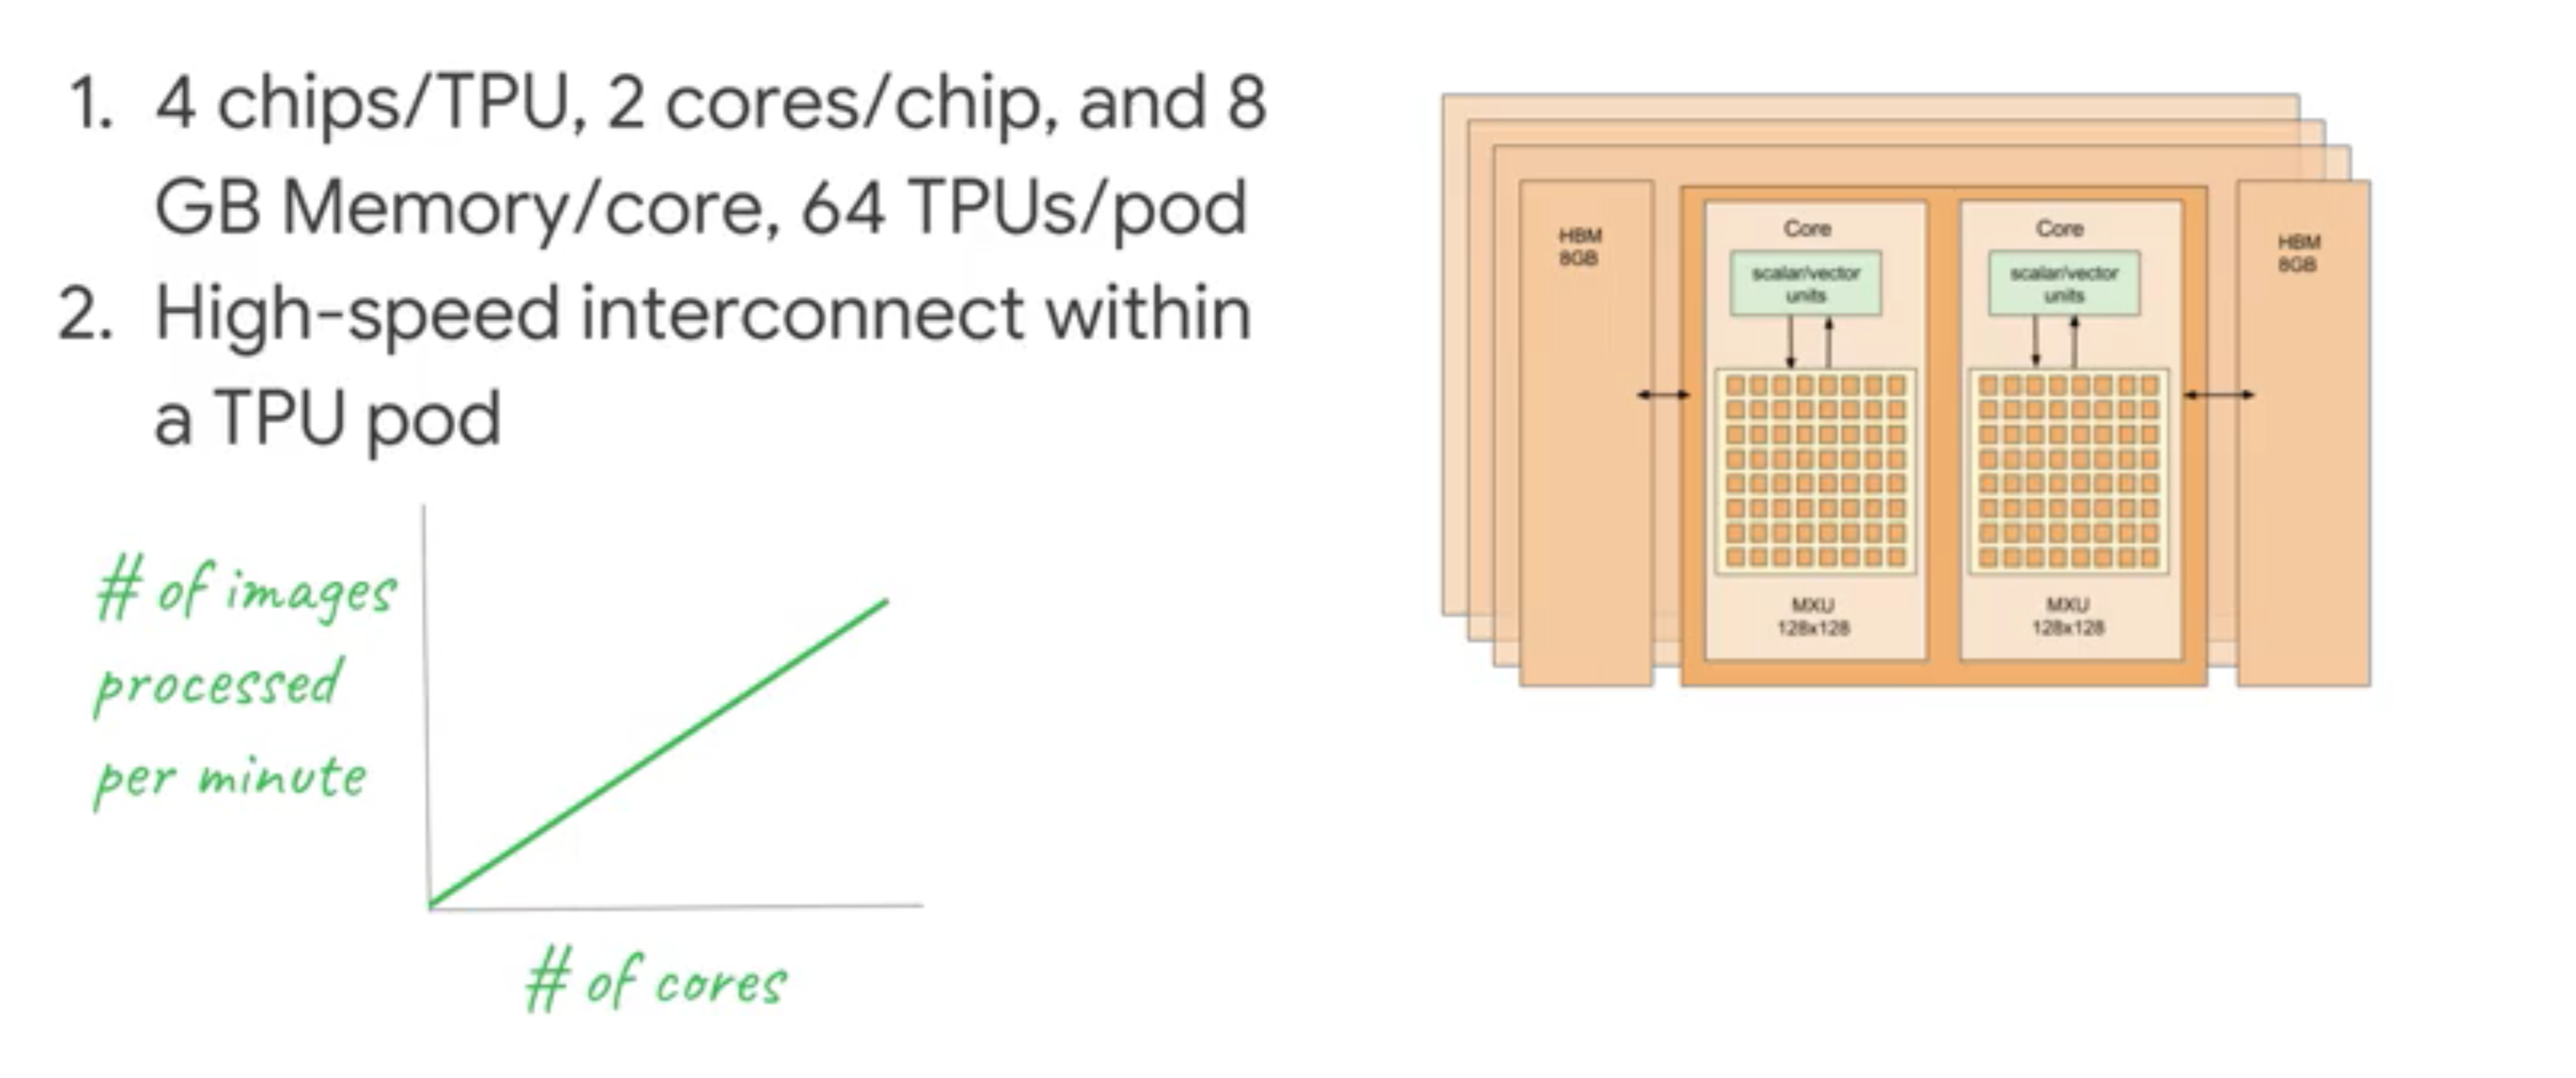 1. 4 chips/TPU, 2 cores/chip, and 8
GB Memory/core, 64 TPUs/pod
2. High-speed interconnect within
a TPU pod
# of images
processed
per minute
# of cores
HBM
8GB
Core
scalar/vector
units
MXU
128x128
Core
scalar/vector
units
MXU
128x128
HBM
8GB